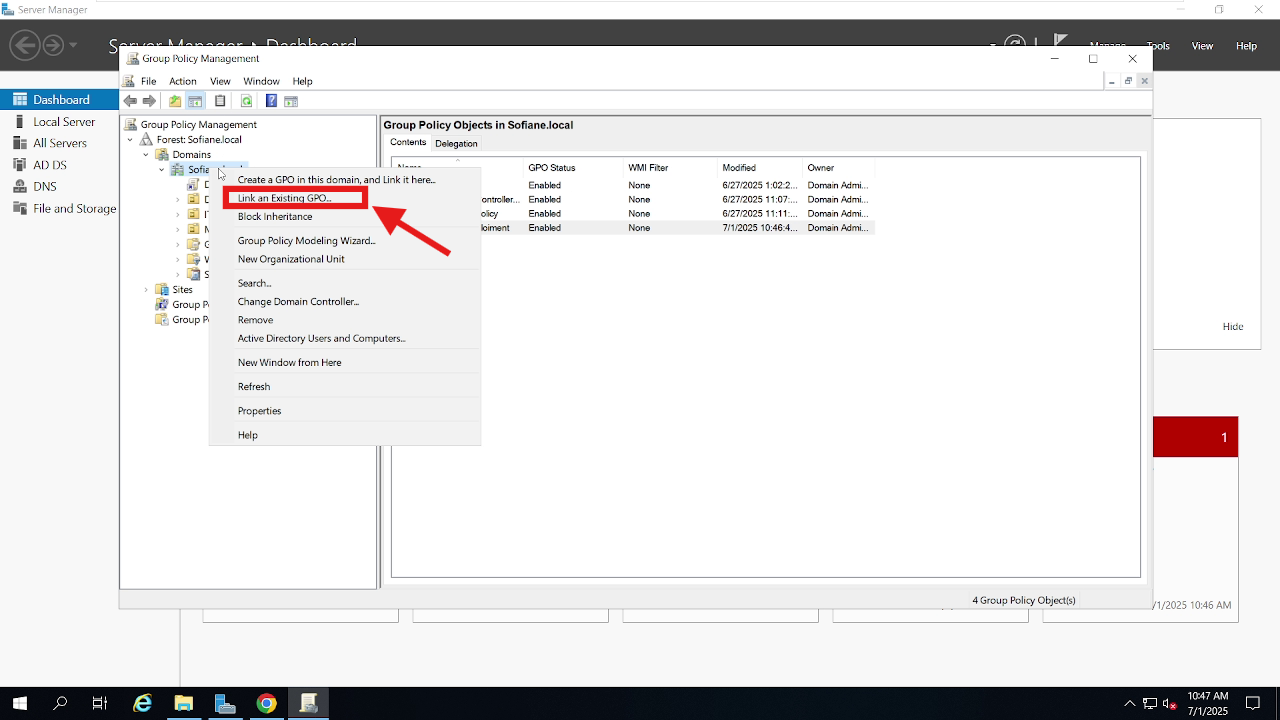 Server Manager
Server Manager • Dashboard
Manage Tools View Help
Group Policy Management
File Action View Window Help
Dashboard
Local Server
All Servers
AD DS
DNS
File and Storage
Group Policy Management
Forest: Sofiane.local
Domains
Sites
Group Policy Objects in Sofiane.local
Contents Delegation
Name GPO Status WMI Filter Modified Owner
Enabled None 6/27/2025 1:02:2... Domain Admi...
ontroller... Enabled None 6/27/2025 11:07:... Domain Admi...
olicy Enabled None 6/27/2025 11:11:... Domain Admi...
loiment Enabled None 7/1/2025 10:46:4... Domain Admi...
Create a GPO in this domain, and Link it here...
Link an Existing GPO...
Block Inheritance
Group Policy Modeling Wizard...
New Organizational Unit
Search...
Change Domain Controller...
Remove
Active Directory Users and Computers...
New Window from Here
Refresh
Properties
Help
Hide
1
4 Group Policy Object(s)
/1/2025 10:46 AM
10:47 AM
7/1/2025